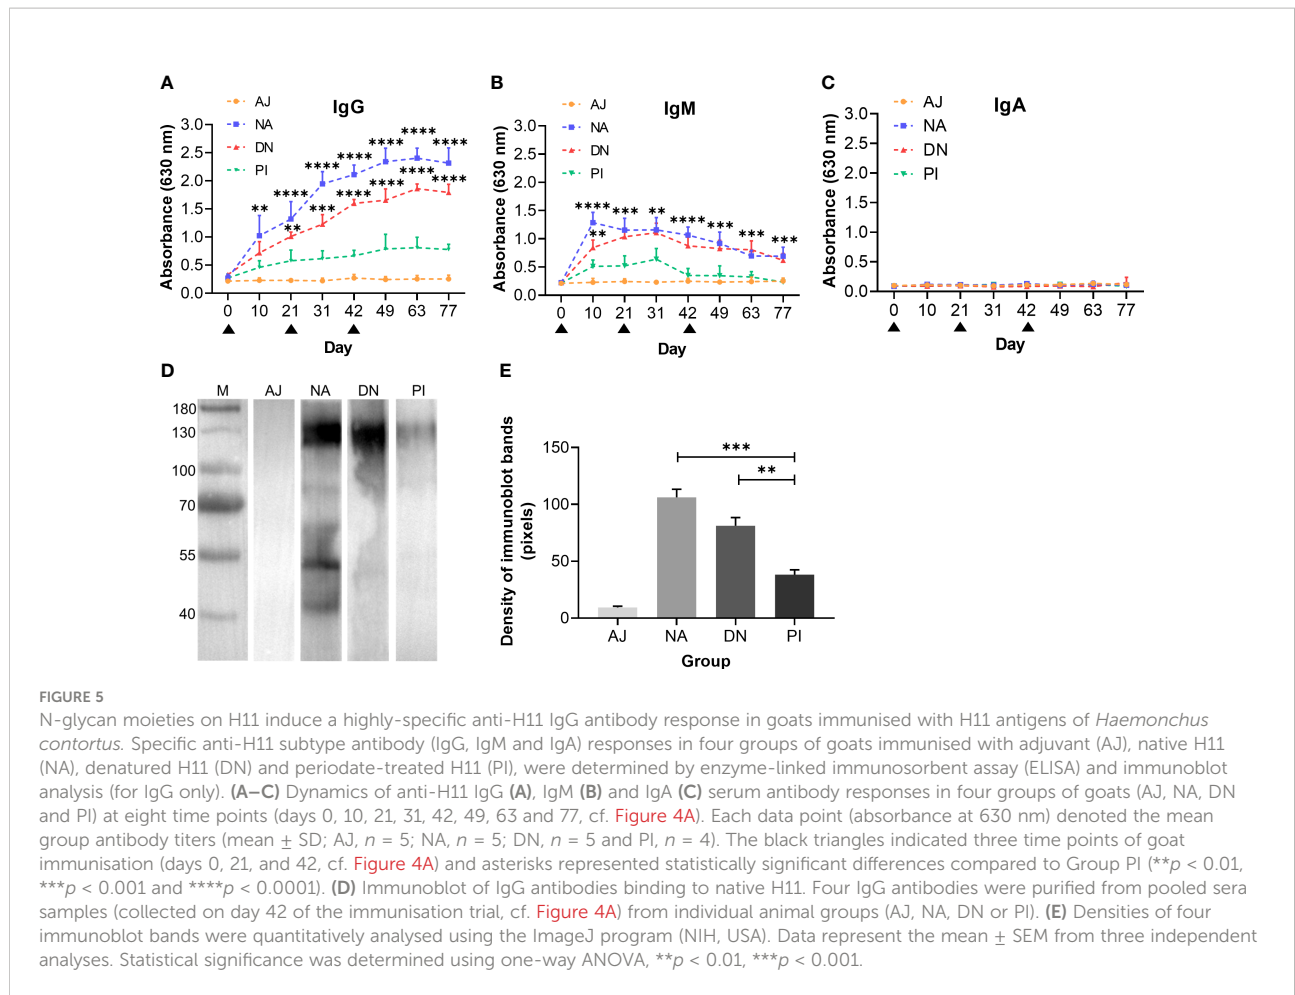 A
IgG
AJ
NA
DN
PI
Absorbance (630 nm)
3.0
2.5
2.0
1.5
1.0
0.5
0.0
** **** **** **** **** **** ****
** *** **** **** **** ****
0 10 21 31 42 49 63 77
▲ ▲ ▲
Day
B
IgM
AJ
NA
DN
PI
Absorbance (630 nm)
3.0
2.5
2.0
1.5
1.0
0.5
0.0
**** *** ** **** *** *** ***
**
0 10 21 31 42 49 63 77
▲ ▲ ▲
Day
C
IgA
AJ
NA
DN
PI
Absorbance (630 nm)
3.0
2.5
2.0
1.5
1.0
0.5
0.0
0 10 21 31 42 49 63 77
▲ ▲ ▲
Day
D
M AJ NA DN PI
180
130
100
70
55
40
E
Density of immunoblot bands
(pixels)
150
100
50
0
***
**
AJ NA DN PI
Group
FIGURE 5
N-glycan moieties on H11 induce a highly-specific anti-H11 IgG antibody response in goats immunised with H11 antigens of Haemonchus
contortus. Specific anti-H11 subtype antibody (IgG, IgM and IgA) responses in four groups of goats immunised with adjuvant (AJ), native H11
(NA), denatured H11 (DN) and periodate-treated H11 (PI), were determined by enzyme-linked immunosorbent assay (ELISA) and immunoblot
analysis (for IgG only). (A–C) Dynamics of anti-H11 IgG (A), IgM (B) and IgA (C) serum antibody responses in four groups of goats (AJ, NA, DN
and PI) at eight time points (days 0, 10, 21, 31, 42, 49, 63 and 77, cf. Figure 4A). Each data point (absorbance at 630 nm) denoted the mean
group antibody titers (mean ± SD; AJ, n = 5; NA, n = 5; DN, n = 5 and PI, n = 4). The black triangles indicated three time points of goat
immunisation (days 0, 21, and 42, cf. Figure 4A) and asterisks represented statistically significant differences compared to Group PI (**p < 0.01,
***p < 0.001 and ****p < 0.0001). (D) Immunoblot of IgG antibodies binding to native H11. Four IgG antibodies were purified from pooled sera
samples (collected on day 42 of the immunisation trial, cf. Figure 4A) from individual animal groups (AJ, NA, DN or PI). (E) Densities of four
immunoblot bands were quantitatively analysed using the ImageJ program (NIH, USA). Data represent the mean ± SEM from three independent
analyses. Statistical significance was determined using one-way ANOVA, **p < 0.01, ***p < 0.001.